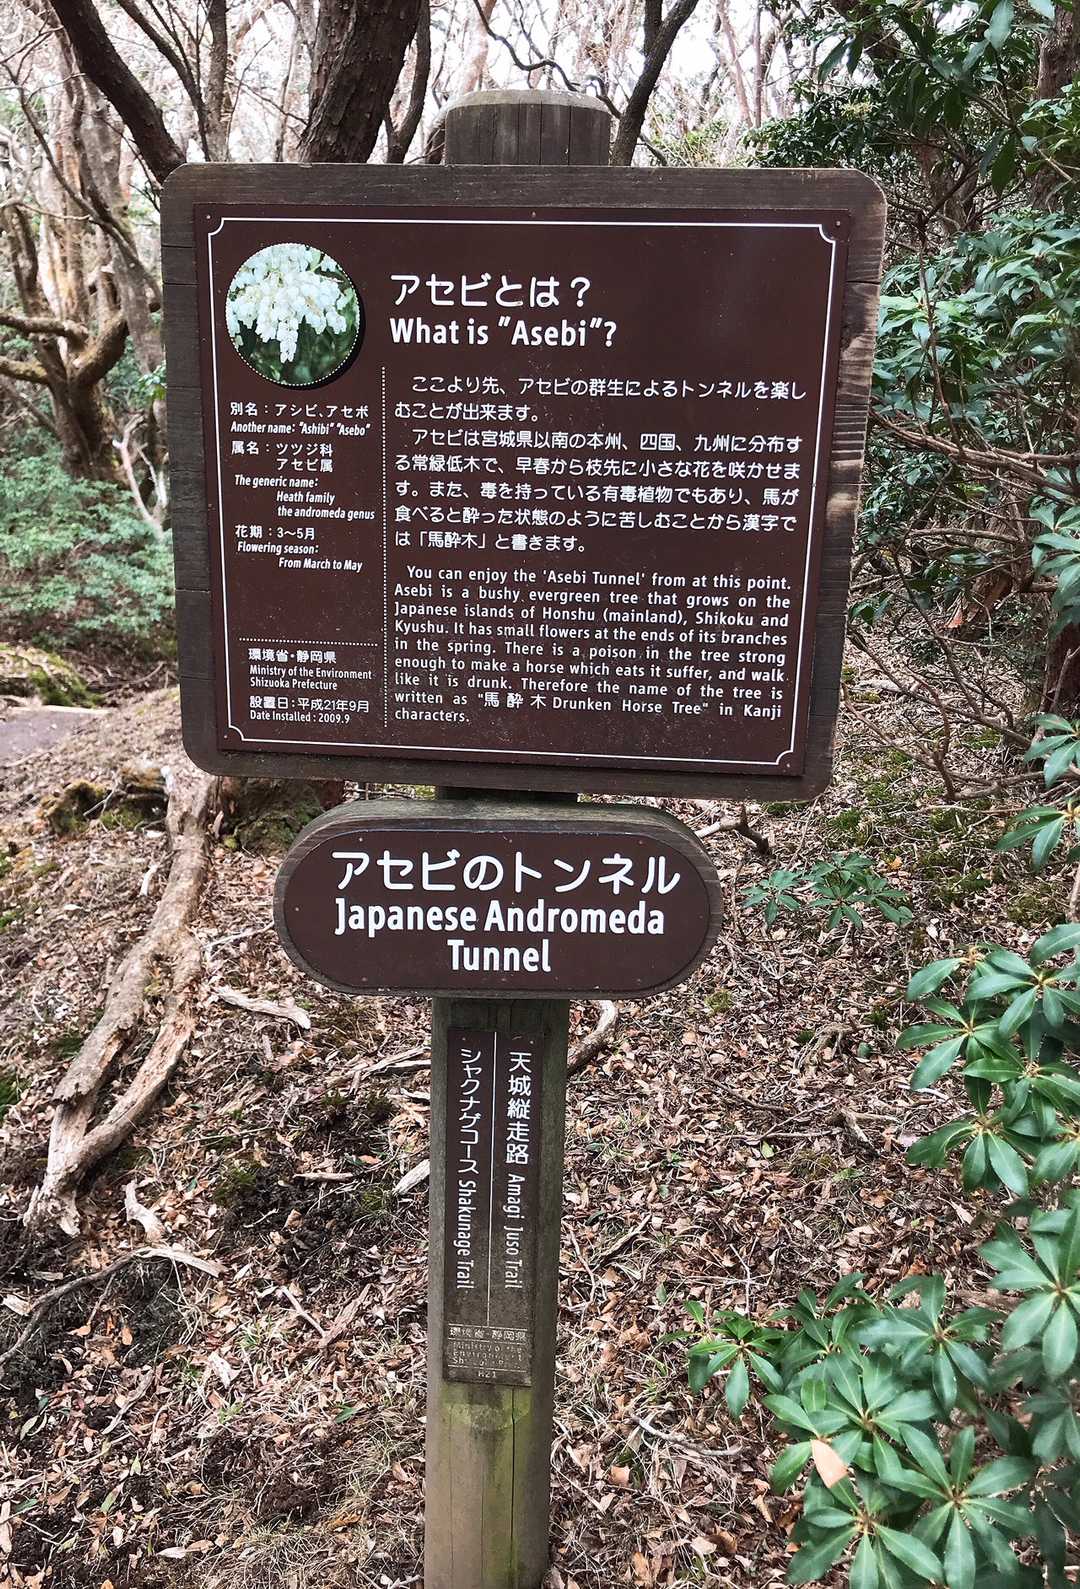 アセビとは？
What is "Asebi"?
別名：アシビ、アセボ
Another name: "Ashibi" "Asebo"
属名：ツツジ科
アセビ属
The generic name:
Heath family
the andromeda genus
花期：3〜5月
Flowering season:
From March to May
環境省・静岡県
Ministry of the Environment
Shizuoka Prefecture
設置日：平成21年9月
Date Installed : 2009.9
ここより先、アセビの群生によるトンネルを楽し
むことが出来ます。
アセビは宮城県以南の本州、四国、九州に分布す
る常緑低木で、早春から枝先に小さな花を咲かせま
す。また、毒を持っている有毒植物でもあり、馬が
食べると酔った状態のように苦しむことから漢字で
は「馬酔木」と書きます。
You can enjoy the 'Asebi Tunnel' from at this point.
Asebi is a bushy evergreen tree that grows on the
Japanese islands of Honshu (mainland), Shikoku and
Kyushu. It has small flowers at the ends of its branches
in the spring. There is a poison in the tree strong
enough to make a horse which eats it suffer, and walk
like it is drunk. Therefore the name of the tree is
written as "馬酔木 Drunken Horse Tree" in Kanji
characters.
アセビのトンネル
Japanese Andromeda
Tunnel
天城縦走路 Amagi Juso Trail
シャクナゲコース Shakunage Trail
環境省・静岡県
Ministry of the
Environment
H21